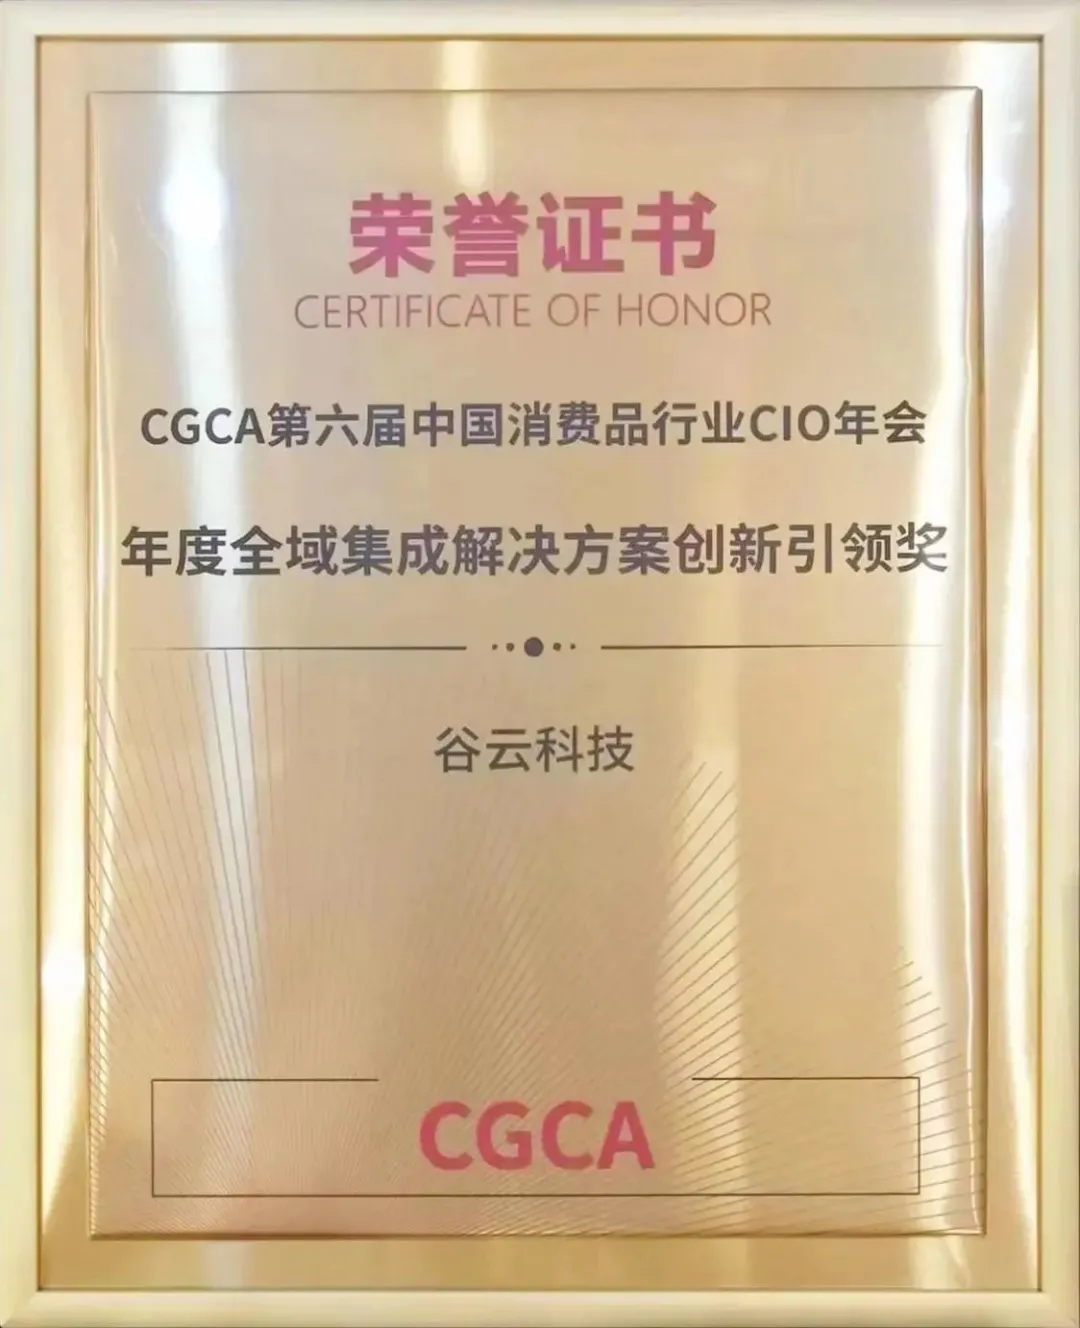 荣誉证书
CERTIFICATE OF HONOR
CGCA第六届中国消费品行业CIO年会
年度全域集成解决方案创新引领奖
谷云科技
CGCA